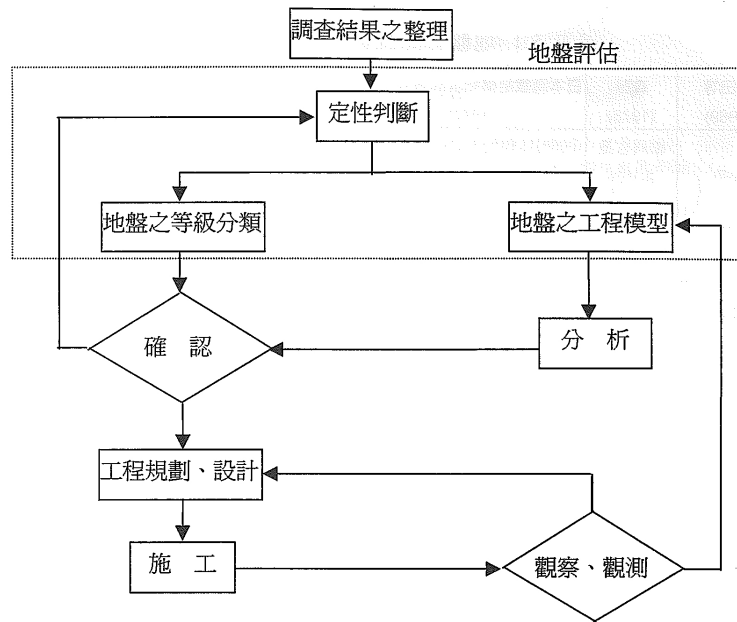 調查結果之整理
地盤評估
定性判斷
地盤之等級分類
地盤之工程模型
確 認
分 析
工程規劃、設計
施 工
觀察、觀測